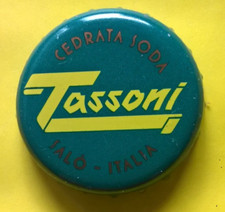 CEDRATA SODA
Tassoni
SALÒ - ITALIA